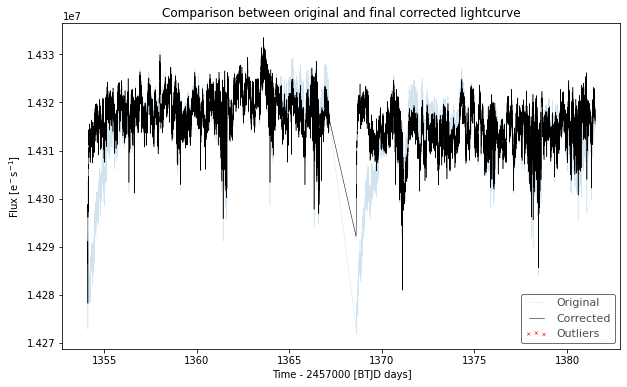 Comparison between original and final corrected lightcurve
1e7
1.433
1.432
1.431
1.430
1.429
1.428
1.427
Flux [e⁻ s⁻¹]
1355
1360
1365
1370
1375
1380
Time - 2457000 [BTJD days]
Original
Corrected
Outliers